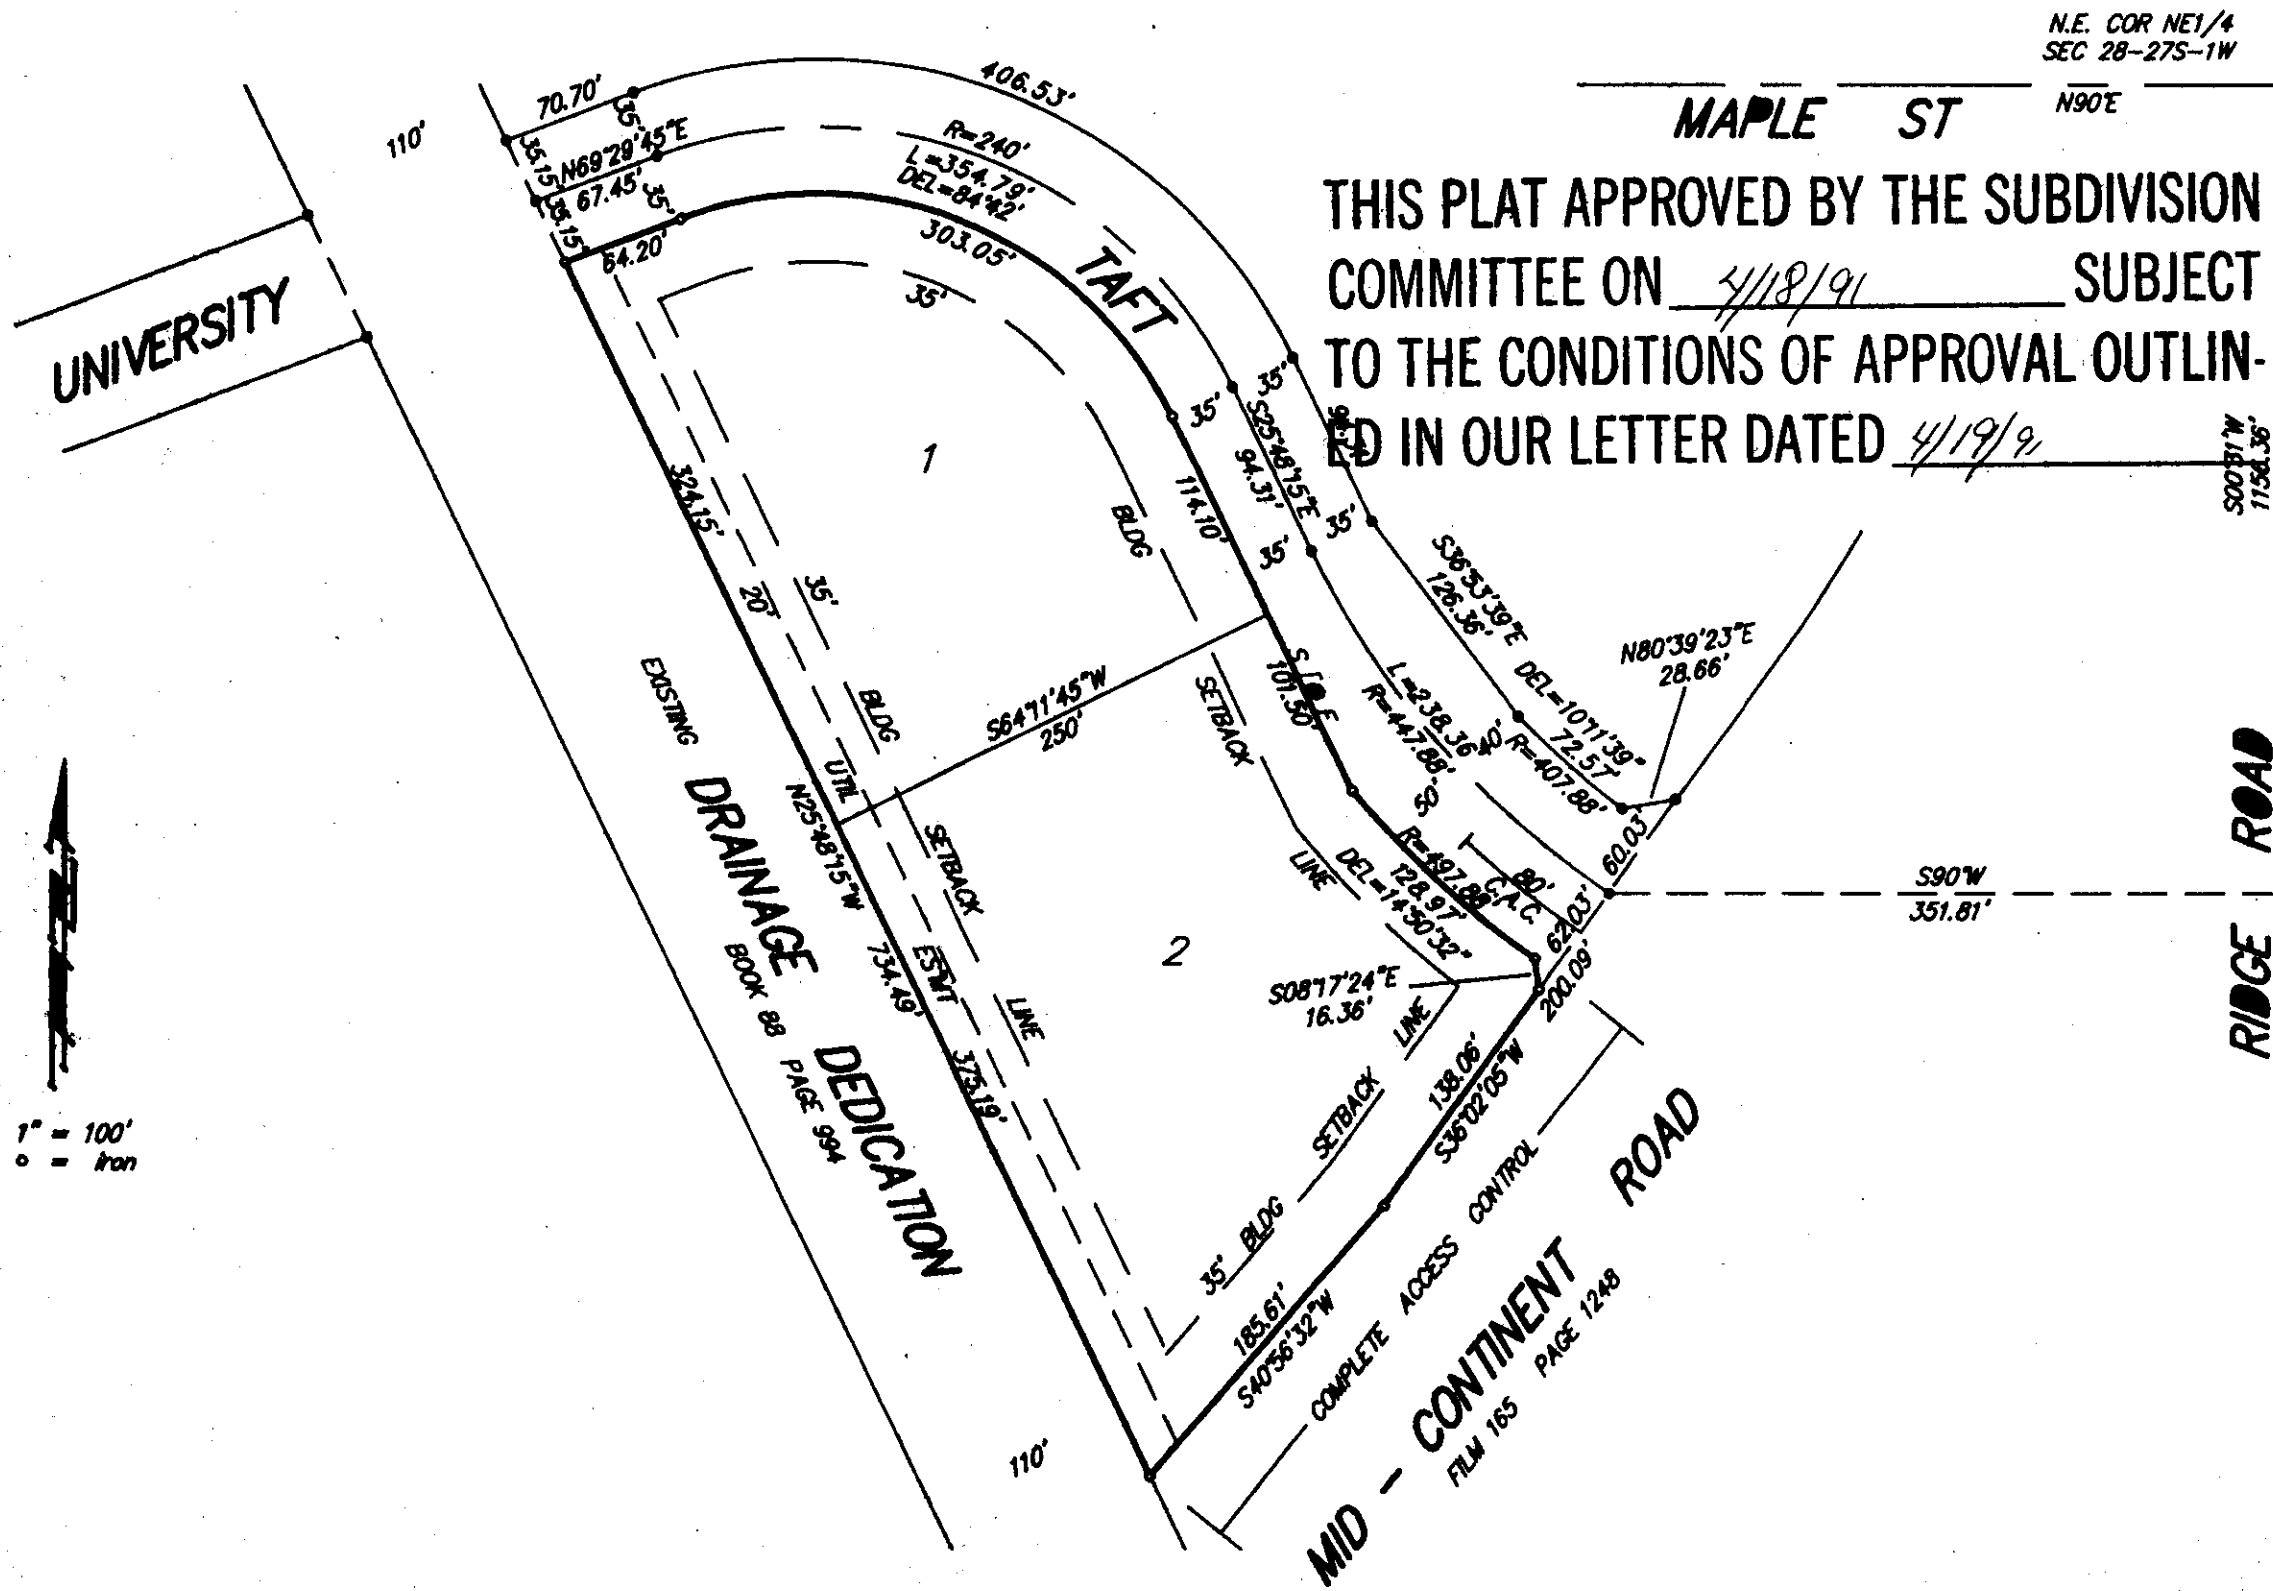 N.E. COR NE1/4
SEC 28-27S-1W
MAPLE ST
N90°E
THIS PLAT APPROVED BY THE SUBDIVISION
COMMITTEE ON 4/18/91 SUBJECT
TO THE CONDITIONS OF APPROVAL OUTLIN-
ED IN OUR LETTER DATED 4/19/91
S00°31'W
1158.36'
110'
70.70'
35'
406.53'
35.15'
N69°29'45"E
67.45'
35'
35.15'
64.20'
R=240'
L=354.79'
DEL=84°42'
303.05'
35'
TAFT
UNIVERSITY
1
35'
35'
S25°48'15"E
94.31'
35'
35'
114.10'
BLDG
324.15'
20'
35'
S36°53'39"E
126.36'
N80°39'23"E
28.66'
DEL=10°11'39"
72.57'
R=407.88'
L=238.36'
R=447.88'
40'
50'
101.50'
SETBACK
S64°11'45"W
250'
EXISTING
BLDG
UTIL
N25°48'15"W
SETBACK
DRAINAGE
60.03'
R=497.88'
128.97'
DEL=14°50'32"
LINE
80'
C.A.C.
62.03'
S90°W
351.81'
RIDGE ROAD
734.49'
ESM'T
2
200.09'
S08°17'24"E
16.36'
LINE
BOOK 88 PAGE 994
DEDICATION
375.19'
LINE
SETBACK
138.06'
S36°02'05"W
1" = 100'
o = iron
35' BLDG
185.61'
S40°56'32"W
COMPLETE ACCESS CONTROL
110'
MID - CONTINENT ROAD
FILM 165 PAGE 1248